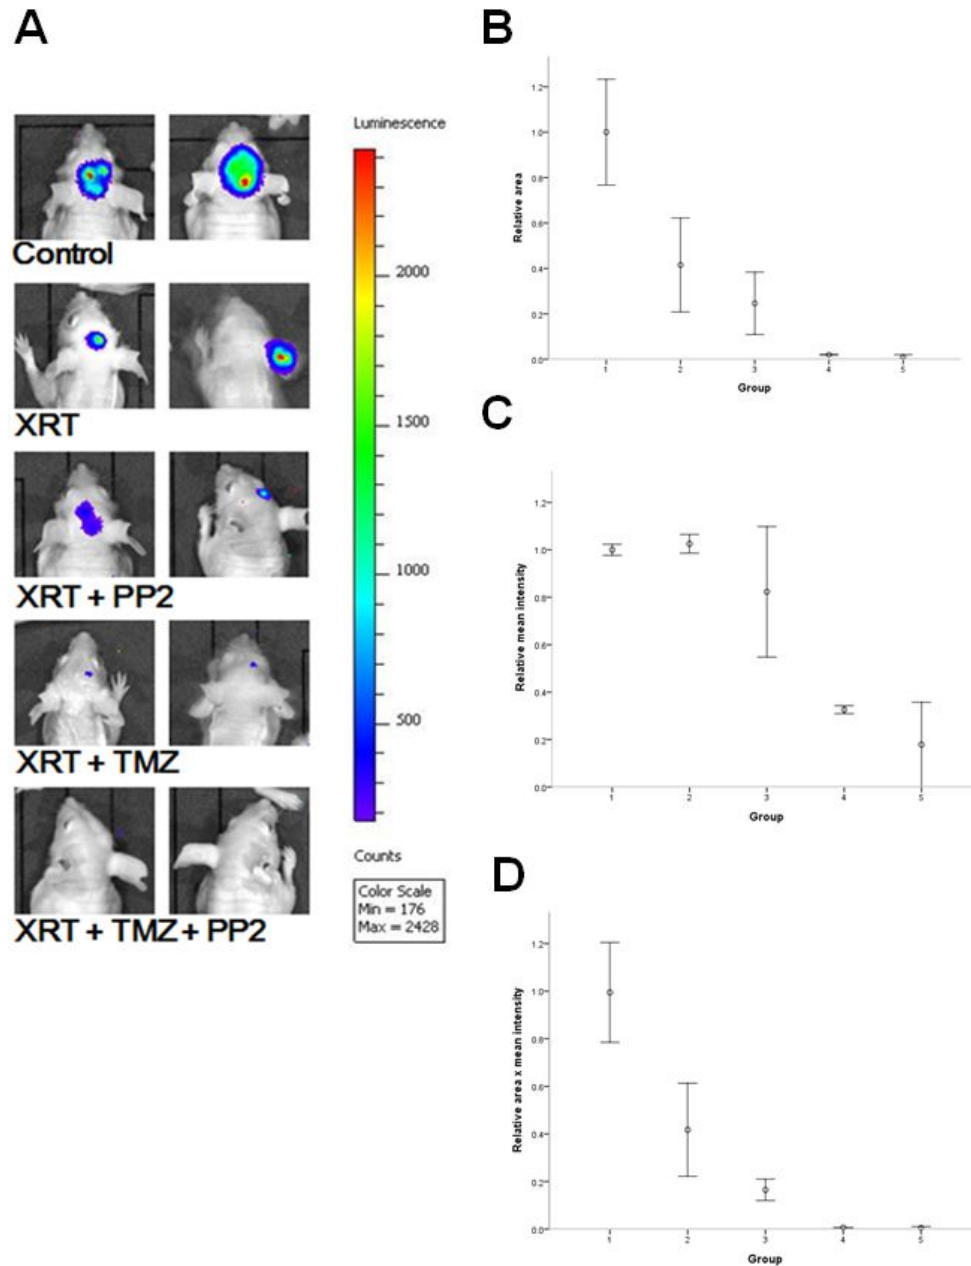 A
Control
XRT
XRT + PP2
XRT + TMZ
XRT + TMZ + PP2
Luminescence
2000
1500
1000
500
Counts
Color Scale
Min = 176
Max = 2428
B
Relative area
1.2
1.0
0.8
0.6
0.4
0.2
0.0
1 2 3 4 5
Group
C
Relative mean intensity
1.2
1.0
0.8
0.6
0.4
0.2
0.0
1 2 3 4 5
Group
D
Relative area x mean intensity
1.2
1.0
0.8
0.6
0.4
0.2
0.0
1 2 3 4 5
Group